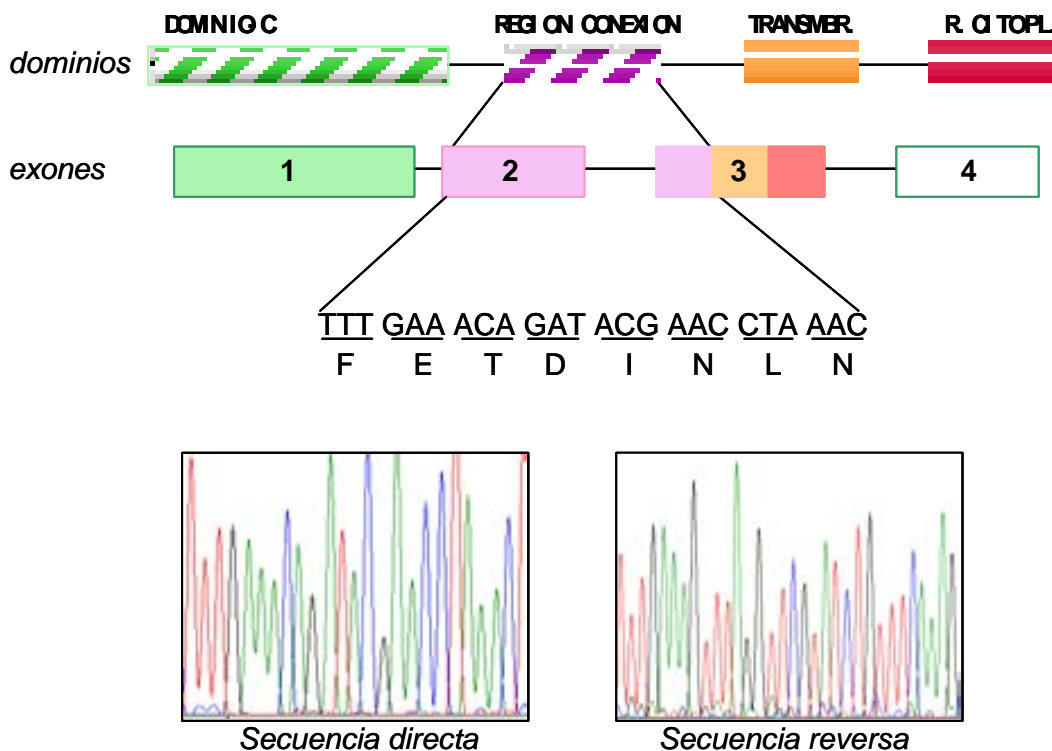 DOMINIO C REGION CONEXION TRANSMBR. R. CITOPL.
dominios
exones 1 2 3 4
TTT GAA ACA GAT ACG AAC CTA AAC
F E T D I N L N
Secuencia directa Secuencia reversa